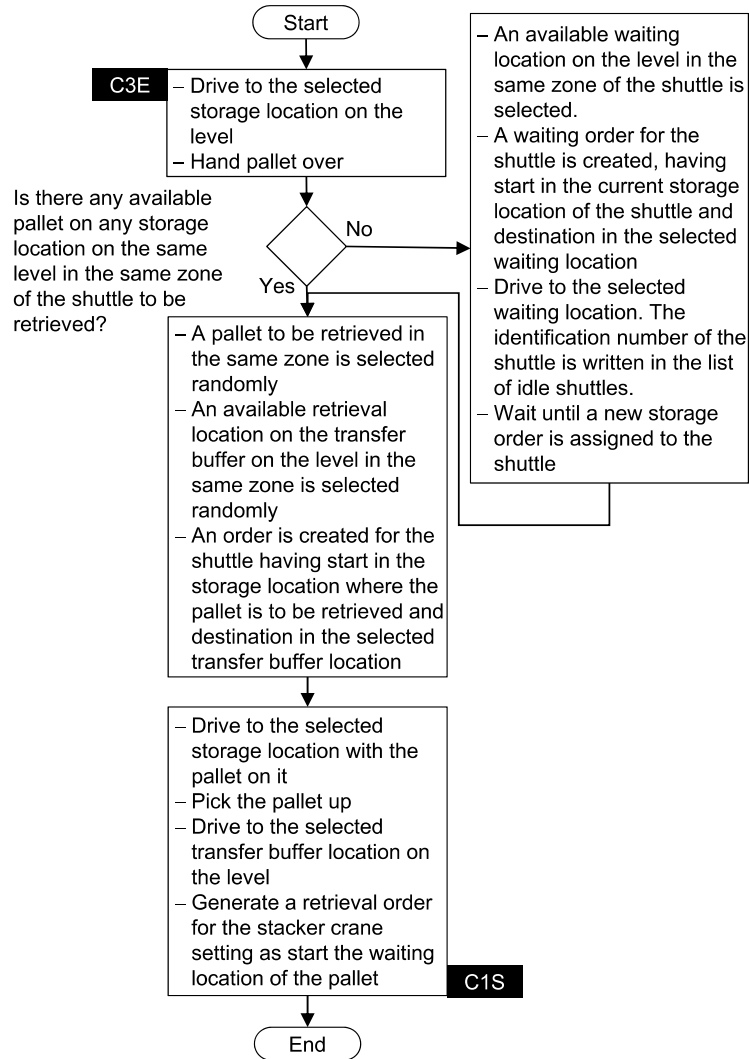 Start
C3E
– Drive to the selected
storage location on the
level
– Hand pallet over
Is there any available
pallet on any storage
location on the same
level in the same zone
of the shuttle to be
retrieved?
No
Yes
– An available waiting
location on the level in the
same zone of the shuttle is
selected.
– A waiting order for the
shuttle is created, having
start in the current storage
location of the shuttle and
destination in the selected
waiting location
– Drive to the selected
waiting location. The
identification number of the
shuttle is written in the list
of idle shuttles.
– Wait until a new storage
order is assigned to the
shuttle
– A pallet to be retrieved in
the same zone is selected
randomly
– An available retrieval
location on the transfer
buffer on the level in the
same zone is selected
randomly
– An order is created for the
shuttle having start in the
storage location where the
pallet is to be retrieved and
destination in the selected
transfer buffer location
– Drive to the selected
storage location with the
pallet on it
– Pick the pallet up
– Drive to the selected
transfer buffer location on
the level
– Generate a retrieval order
for the stacker crane
setting as start the waiting
location of the pallet
C1S
End